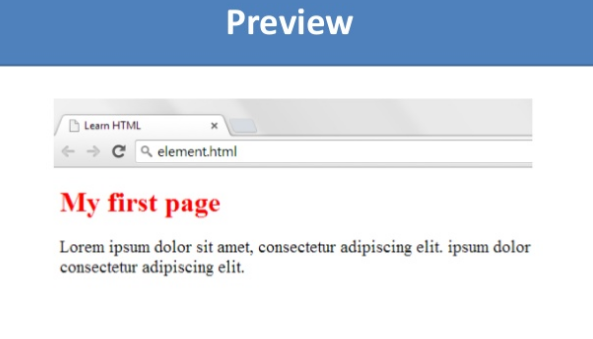 Preview
Learn HTML
element.html
My first page
Lorem ipsum dolor sit amet, consectetur adipiscing elit. ipsum dolor
consectetur adipiscing elit.